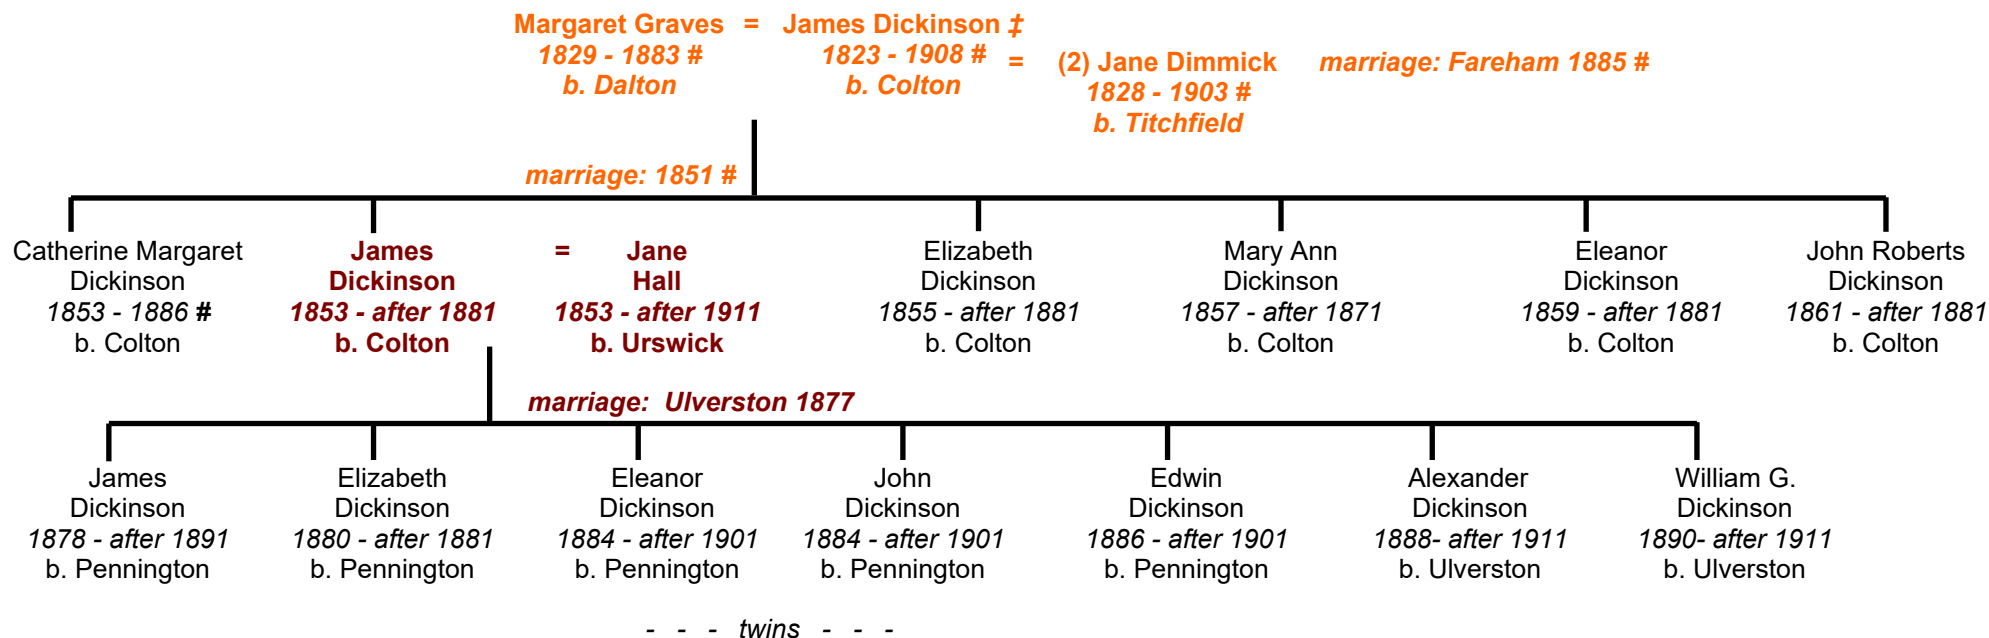 Margaret Graves = James Dickinson ‡
1829 - 1883 # 1823 - 1908 #
= (2) Jane Dimmick marriage: Fareham 1885 #
b. Dalton b. Colton
1828 - 1903 #
b. Titchfield
marriage: 1851 #
Catherine Margaret James = Jane Elizabeth Mary Ann Eleanor John Roberts
Dickinson Dickinson Hall Dickinson Dickinson Dickinson Dickinson
1853 - 1886 # 1853 - after 1881 1853 - after 1911 1855 - after 1881 1857 - after 1871 1859 - after 1881 1861 - after 1881
b. Colton b. Colton b. Urswick b. Colton b. Colton b. Colton b. Colton
marriage: Ulverston 1877
James Elizabeth Eleanor John Edwin Alexander William G.
Dickinson Dickinson Dickinson Dickinson Dickinson Dickinson Dickinson
1878 - after 1891 1880 - after 1881 1884 - after 1901 1884 - after 1901 1886 - after 1901 1888- after 1911 1890- after 1911
b. Pennington b. Pennington b. Pennington b. Pennington b. Pennington b. Ulverston b. Ulverston
- - - twins - - -